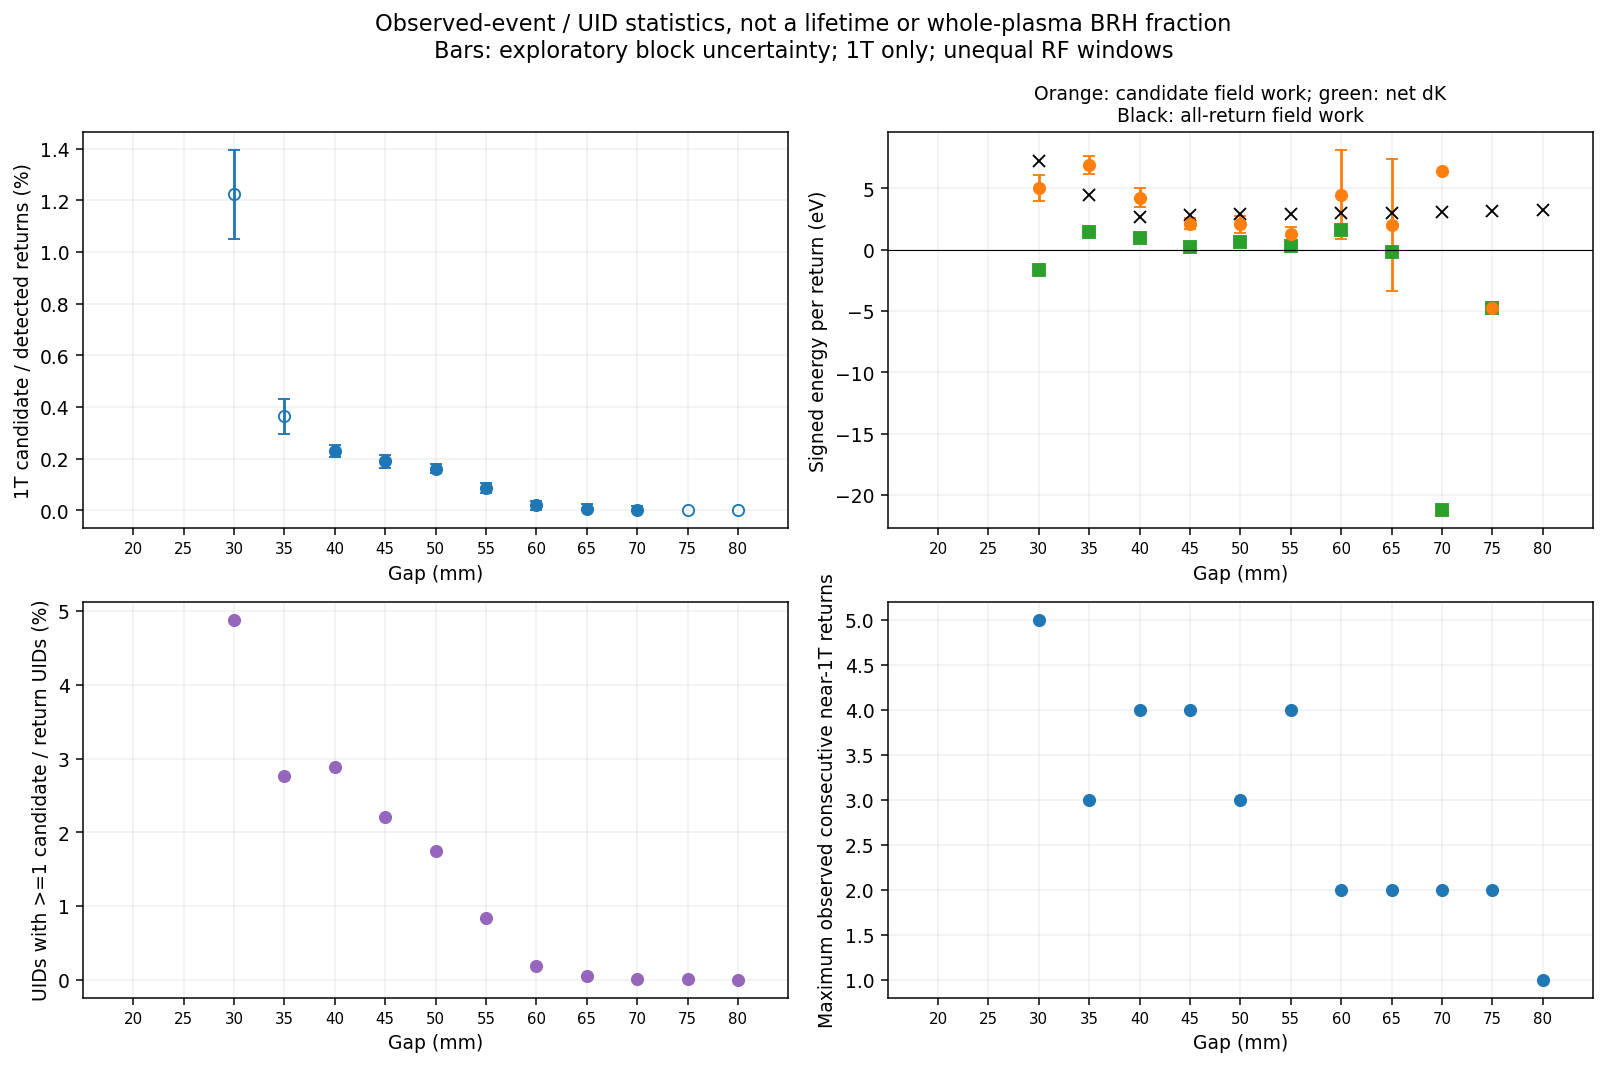 Observed-event / UID statistics, not a lifetime or whole-plasma BRH fraction
Bars: exploratory block uncertainty; 1T only; unequal RF windows
1T candidate / detected returns (%)
1.4
1.2
1.0
0.8
0.6
0.4
0.2
0.0
20 25 30 35 40 45 50 55 60 65 70 75 80
Gap (mm)
Orange: candidate field work; green: net dK
Black: all-return field work
Signed energy per return (eV)
5
0
−5
−10
−15
−20
20 25 30 35 40 45 50 55 60 65 70 75 80
Gap (mm)
UIDs with >=1 candidate / return UIDs (%)
5
4
3
2
1
0
20 25 30 35 40 45 50 55 60 65 70 75 80
Gap (mm)
Maximum observed consecutive near-1T returns
5.0
4.5
4.0
3.5
3.0
2.5
2.0
1.5
1.0
20 25 30 35 40 45 50 55 60 65 70 75 80
Gap (mm)